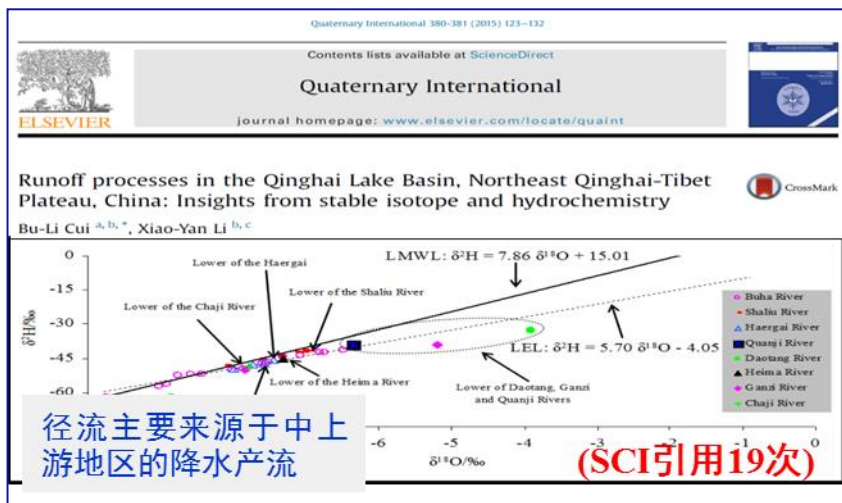 Quaternary International 380-381 (2015) 123–132
Contents lists available at ScienceDirect
Quaternary International
journal homepage: www.elsevier.com/locate/quaint
ELSEVIER
Runoff processes in the Qinghai Lake Basin, Northeast Qinghai-Tibet
Plateau, China: Insights from stable isotope and hydrochemistry
CrossMark
Bu-Li Cui a, b, *, Xiao-Yan Li b, c
0
-15
-30
-45
-60
δ²H/‰
Lower of the Haergai
LMWL: δ²H = 7.86 δ¹⁸O + 15.01
Lower of the Chaji River
Lower of the Shaliu River
LEL: δ²H = 5.70 δ¹⁸O - 4.05
Lower of the Heima River
Lower of Daotang, Ganzi
and Quanji Rivers
Buha River
Shaliu River
Haergai River
Quanji River
Daotang River
Heima River
Ganzi River
Chaji River
-6 -5 -4 -3 -2 -1 0
δ¹⁸O/‰
径流主要来源于中上
游地区的降水产流
(SCI引用19次)